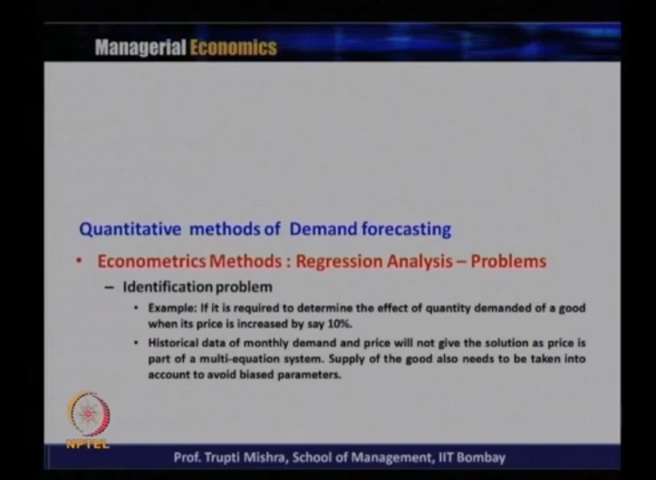 Managerial Economics
Quantitative methods of Demand forecasting
• Econometrics Methods : Regression Analysis – Problems
– Identification problem
• Example: If it is required to determine the effect of quantity demanded of a good
when its price is increased by say 10%.
• Historical data of monthly demand and price will not give the solution as price is
part of a multi-equation system. Supply of the good also needs to be taken into
account to avoid biased parameters.
NPTEL
Prof. Trupti Mishra, School of Management, IIT Bombay